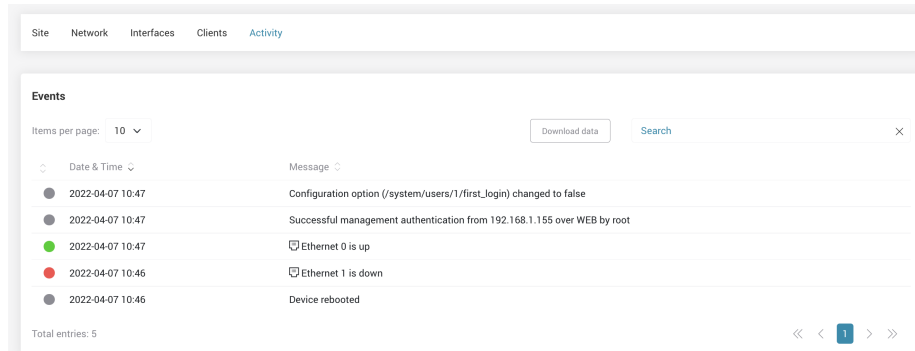 Site Network Interfaces Clients Activity
Events
Items per page: 10 Download data Search
Date & Time Message
2022-04-07 10:47 Configuration option (/system/users/1/first_login) changed to false
2022-04-07 10:47 Successful management authentication from 192.168.1.155 over WEB by root
2022-04-07 10:47 Ethernet 0 is up
2022-04-07 10:46 Ethernet 1 is down
2022-04-07 10:46 Device rebooted
Total entries: 5 1